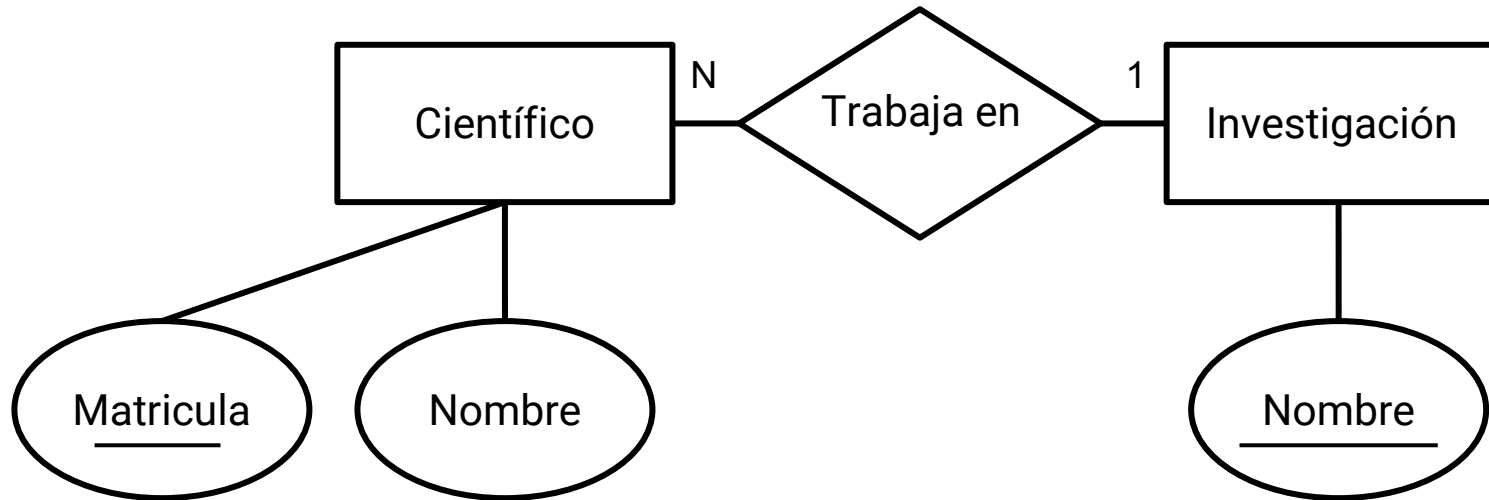 Científico
N
Trabaja en
1
Investigación
Matricula
Nombre
Nombre